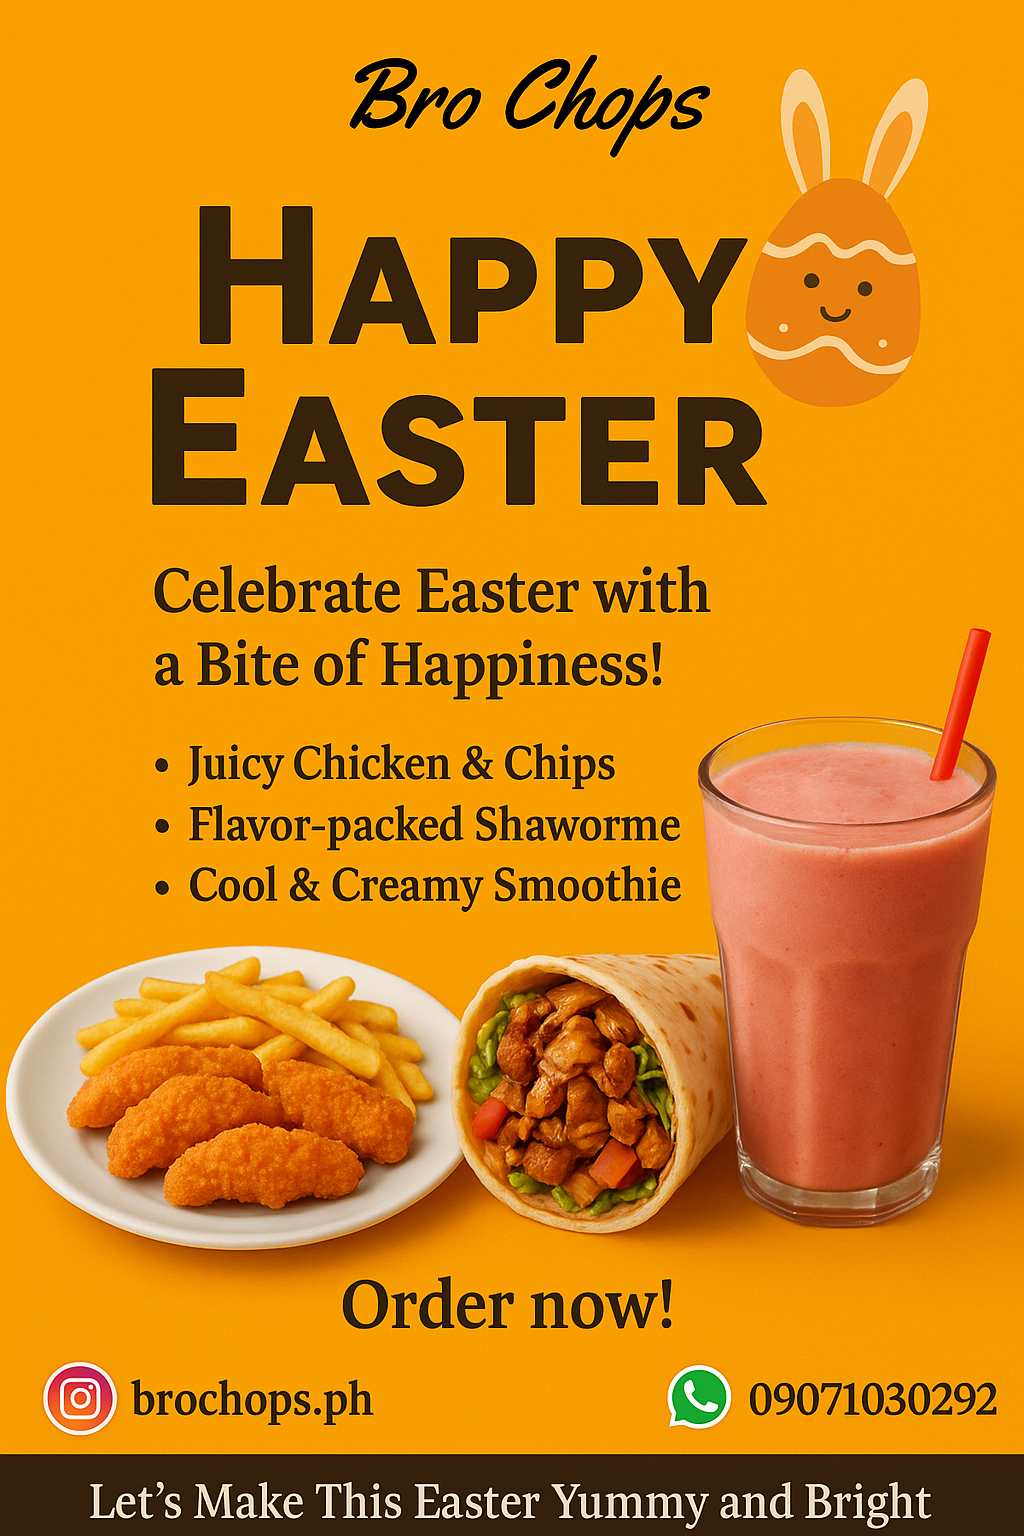 Bro Chops
HAPPY
EASTER
Celebrate Easter with
a Bite of Happiness!
• Juicy Chicken & Chips
• Flavor-packed Shaworme
• Cool & Creamy Smoothie
Order now!
brochops.ph
09071030292
Let's Make This Easter Yummy and Bright